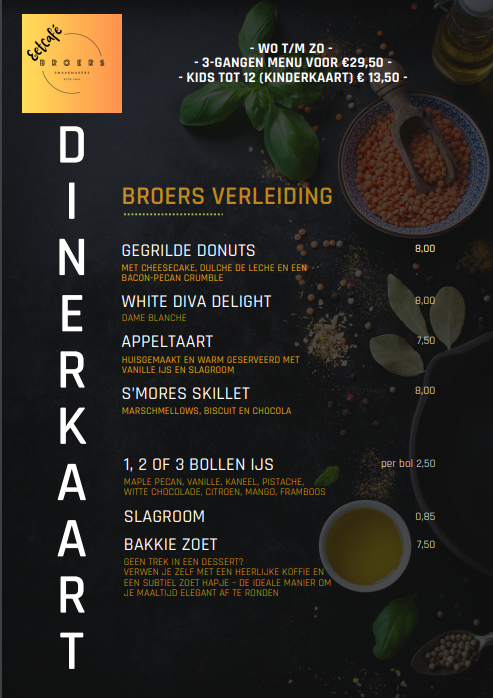 Eetcafé
BROERS
SMAAKMAKERS
- WO T/M ZO -
- 3-GANGEN MENU VOOR €29,50 -
- KIDS TOT 12 (KINDERKAART) € 13,50 -
DINERKAART
BROERS VERLEIDING
GEGRILDE DONUTS 8,00
MET CHEESECAKE, DULCHE DE LECHE EN EEN
BACON-PECAN CRUMBLE
WHITE DIVA DELIGHT 8,00
DAME BLANCHE
APPELTAART 7,50
HUISGEMAAKT EN WARM GESERVEERD MET
VANILLE IJS EN SLAGROOM
S'MORES SKILLET 8,00
MARSCHMELLOWS, BISCUIT EN CHOCOLA
1, 2 OF 3 BOLLEN IJS per bol 2,50
MAPLE PECAN, VANILLE, KANEEL, PISTACHE,
WITTE CHOCOLADE, CITROEN, MANGO, FRAMBOOS
SLAGROOM 0,85
BAKKIE ZOET 7,50
GEEN TREK IN EEN DESSERT?
VERWEN JE ZELF MET EEN HEERLIJKE KOFFIE EN
EEN SUBTIEL ZOET HAPJE – DE IDEALE MANIER OM
JE MAALTIJD ELEGANT AF TE RONDEN